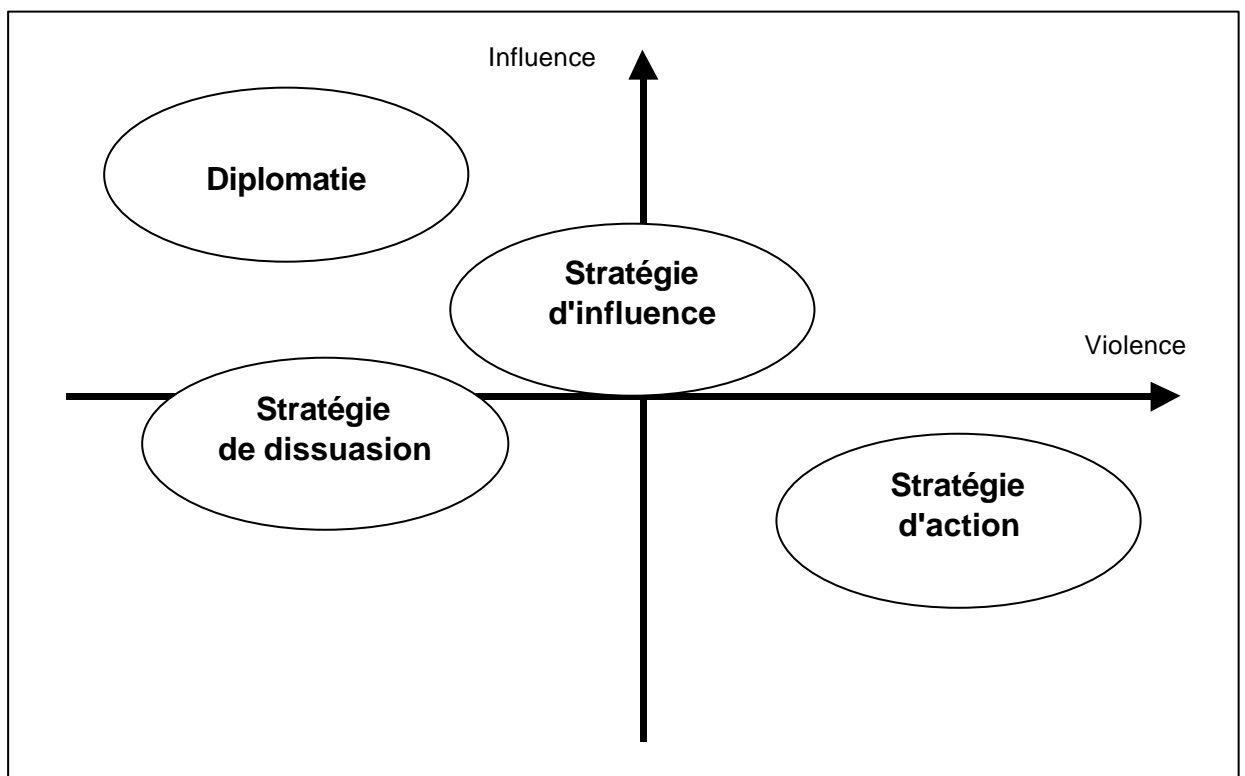 Influence
Diplomatie
Stratégie
d'influence
Violence
Stratégie
de dissuasion
Stratégie
d'action